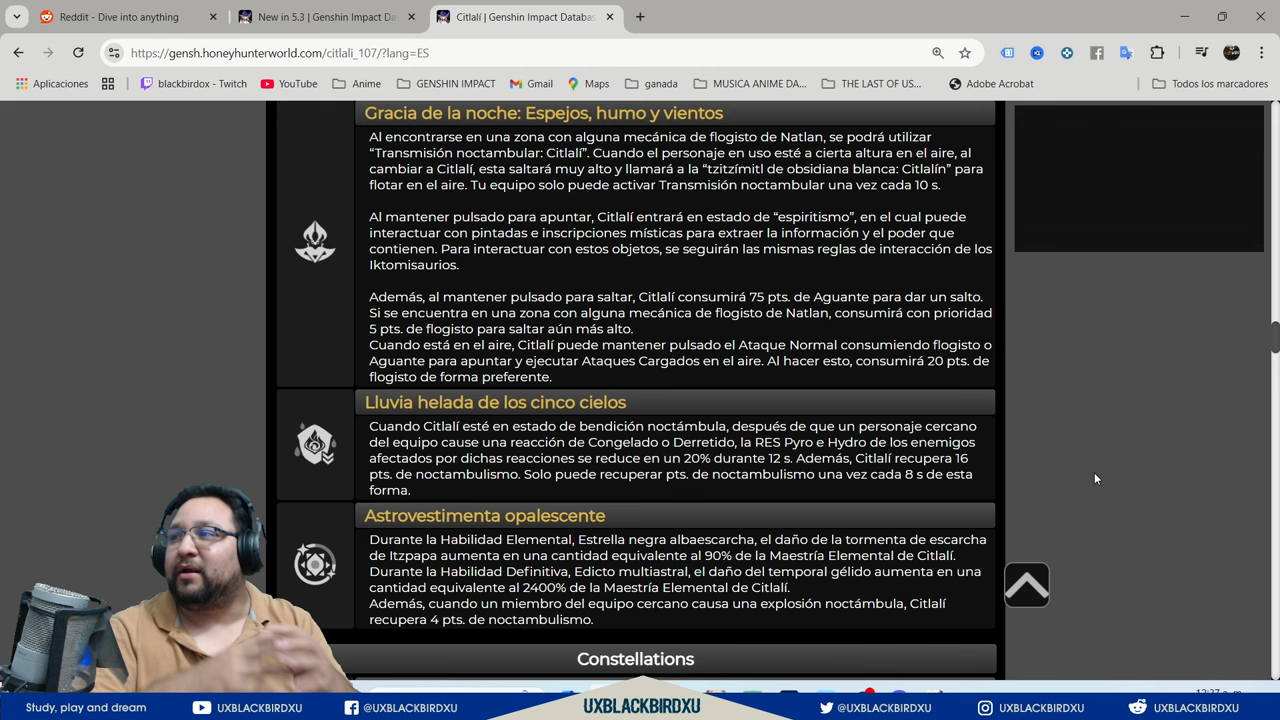 Reddit - Dive into anything
New in 5.3 | Genshin Impact Da
Citlalí | Genshin Impact Databas
https://gensh.honeyhunterworld.com/citlali_107/?lang=ES
Aplicaciones
blackbirdox - Twitch
YouTube
Anime
GENSHIN IMPACT
Gmail
Maps
ganada
MUSICA ANIME DA...
THE LAST OF US...
Adobe Acrobat
Todos los marcadores
Gracia de la noche: Espejos, humo y vientos
Al encontrarse en una zona con alguna mecánica de flogisto de Natlan, se podrá utilizar
“Transmisión noctambular: Citlalí”. Cuando el personaje en uso esté a cierta altura en el aire, al
cambiar a Citlalí, esta saltará muy alto y llamará a la “tzitzímitl de obsidiana blanca: Citlalín” para
flotar en el aire. Tu equipo solo puede activar Transmisión noctambular una vez cada 10 s.
Al mantener pulsado para apuntar, Citlalí entrará en estado de “espiritismo”, en el cual puede
interactuar con pintadas e inscripciones místicas para extraer la información y el poder que
contienen. Para interactuar con estos objetos, se seguirán las mismas reglas de interacción de los
Iktomisaurios.
Además, al mantener pulsado para saltar, Citlalí consumirá 75 pts. de Aguante para dar un salto.
Si se encuentra en una zona con alguna mecánica de flogisto de Natlan, consumirá con prioridad
5 pts. de flogisto para saltar aún más alto.
Cuando está en el aire, Citlalí puede mantener pulsado el Ataque Normal consumiendo flogisto o
Aguante para apuntar y ejecutar Ataques Cargados en el aire. Al hacer esto, consumirá 20 pts. de
flogisto de forma preferente.
Lluvia helada de los cinco cielos
Cuando Citlalí esté en estado de bendición noctámbula, después de que un personaje cercano
del equipo cause una reacción de Congelado o Derretido, la RES Pyro e Hydro de los enemigos
afectados por dichas reacciones se reduce en un 20% durante 12 s. Además, Citlalí recupera 16
pts. de noctambulismo. Solo puede recuperar pts. de noctambulismo una vez cada 8 s de esta
forma.
Astrovestimenta opalescente
Durante la Habilidad Elemental, Estrella negra albaescarcha, el daño de la tormenta de escarcha
de Itzpapa aumenta en una cantidad equivalente al 90% de la Maestría Elemental de Citlalí.
Durante la Habilidad Definitiva, Edicto multiastral, el daño del temporal gélido aumenta en una
cantidad equivalente al 2400% de la Maestría Elemental de Citlalí.
Además, cuando un miembro del equipo cercano causa una explosión noctámbula, Citlalí
recupera 4 pts. de noctambulismo.
Constellations
Study, play and dream
UXBLACKBIRDXU
@UXBLACKBIRDXU
UXBLACKBIRDXU
@UXBLACKBIRDXU
UXBLACKBIRDXU
UXBLACKBIRDXU